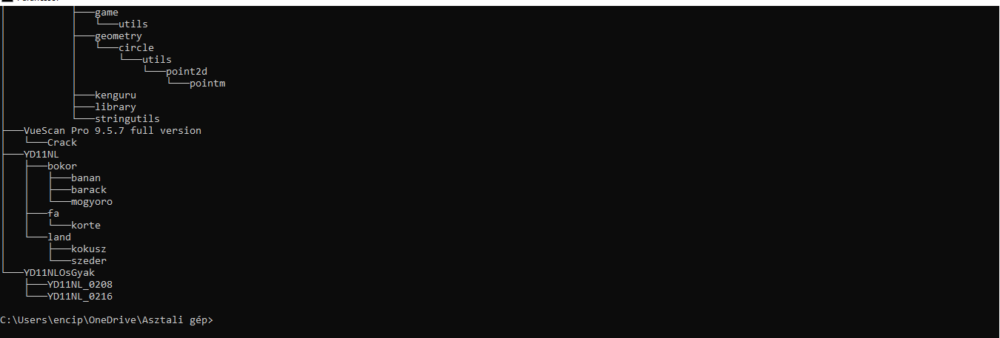 game
utils
geometry
circle
utils
point2d
pointm
kenguru
library
stringutils
VueScan Pro 9.5.7 full version
Crack
YD11NL
bokor
banan
barack
mogyoro
fa
korte
land
kokusz
szeder
YD11NLOsGyak
YD11NL_0208
YD11NL_0216
C:\Users\encip\OneDrive\Asztali gép>